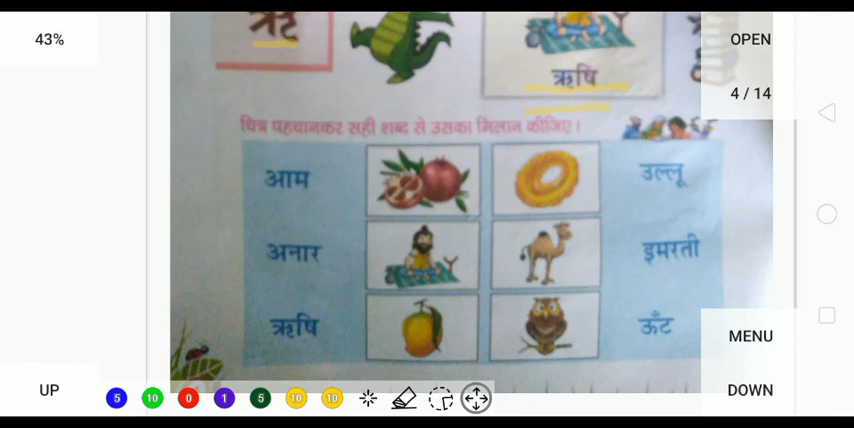 43%
OPEN
ऋ
ऋषि
4 / 14
चित्र पहचानकर सही शब्द से उसका मिलान कीजिए।
आम
उल्लू
अनार
इमरती
ऋषि
ऊँट
MENU
UP
5 10 0 1 5 10 10
DOWN